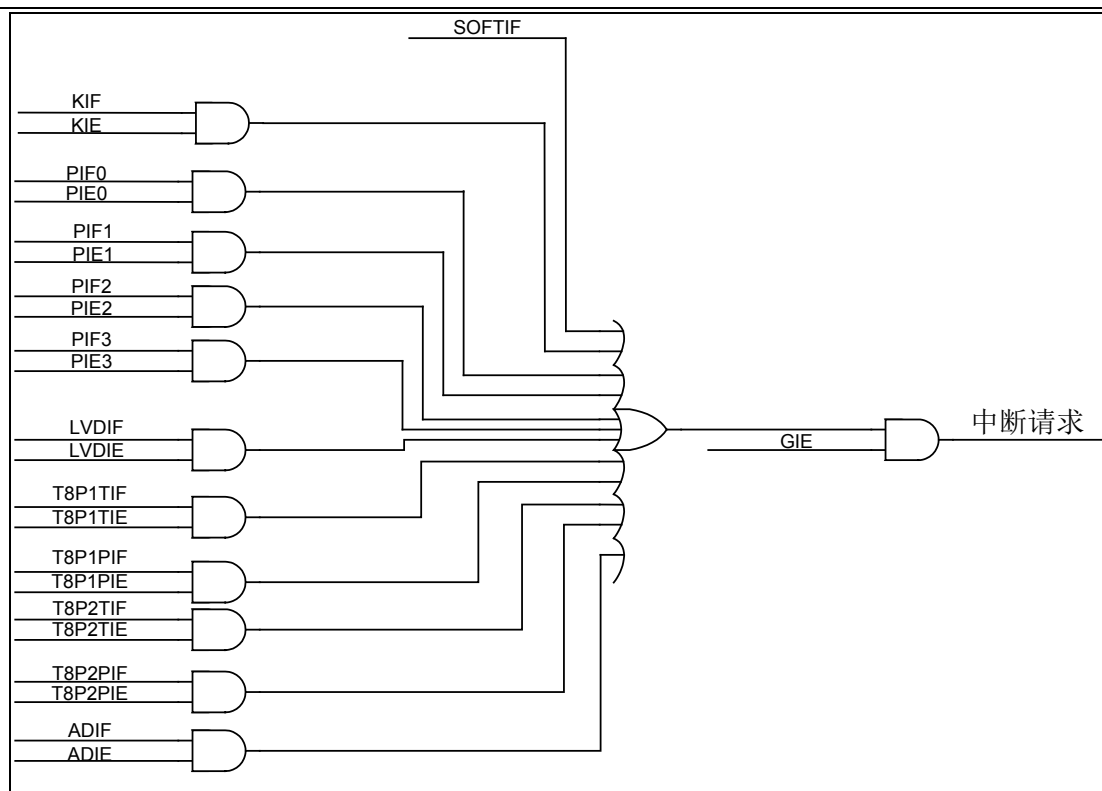 SOFTIF
KIF
KIE
PIF0
PIE0
PIF1
PIE1
PIF2
PIE2
PIF3
PIE3
LVDIF
LVDIE
GIE
中断请求
T8P1TIF
T8P1TIE
T8P1PIF
T8P1PIE
T8P2TIF
T8P2TIE
T8P2PIF
T8P2PIE
ADIF
ADIE